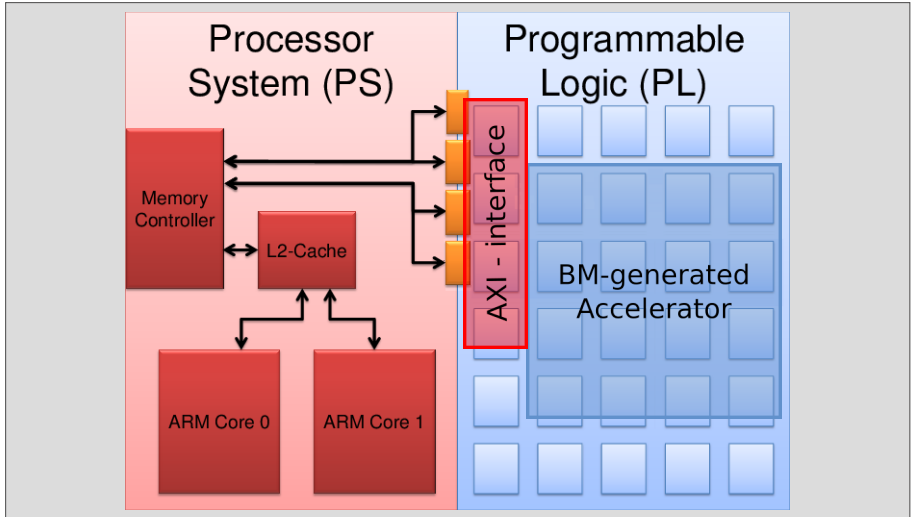 Processor
System (PS)
Programmable
Logic (PL)
Memory
Controller
L2-Cache
AXI - interface
BM-generated
Accelerator
ARM Core 0
ARM Core 1